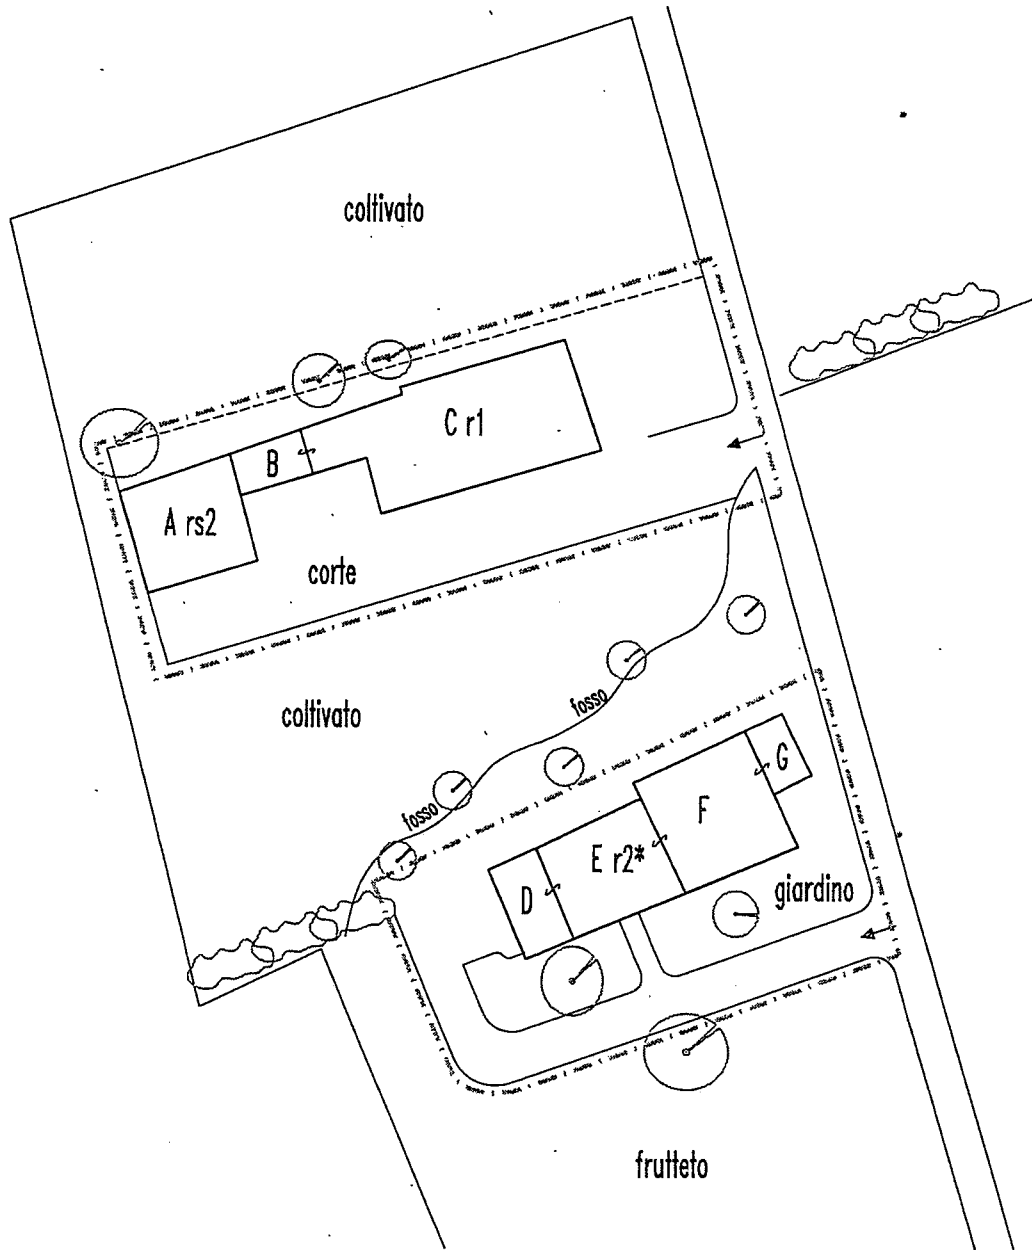 coltivato
C r1
B
A rs2
corte
coltivato
fosso
fosso
G
F
E r2*
D
giardino
frutteto